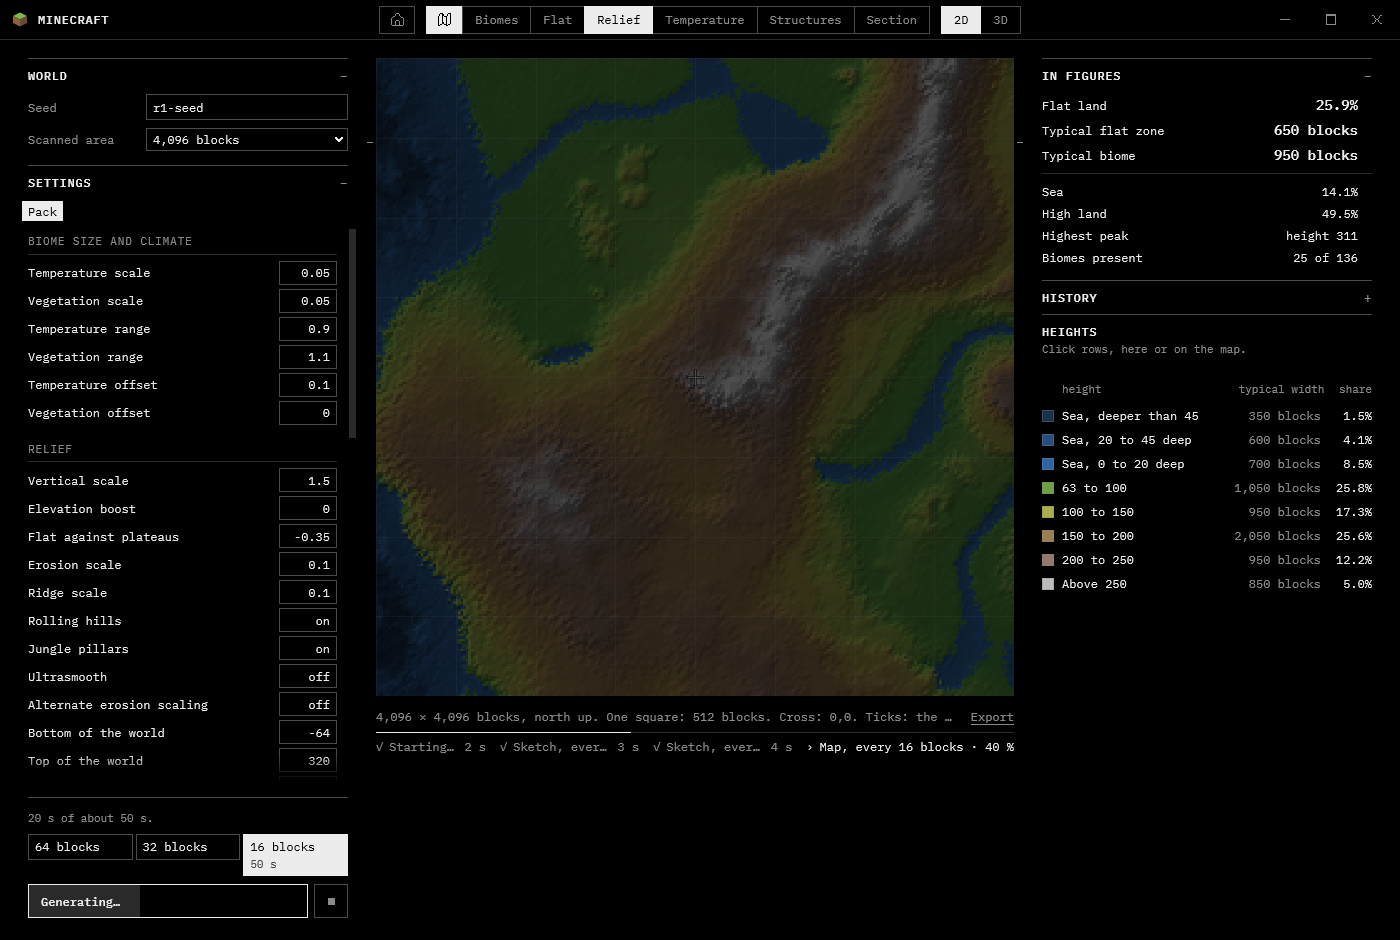 MINECRAFT
Biomes Flat Relief Temperature Structures Section 2D 3D
WORLD −
Seed r1-seed
Scanned area 4,096 blocks
SETTINGS −
Pack
BIOME SIZE AND CLIMATE
Temperature scale 0.05
Vegetation scale 0.05
Temperature range 0.9
Vegetation range 1.1
Temperature offset 0.1
Vegetation offset 0
RELIEF
Vertical scale 1.5
Elevation boost 0
Flat against plateaus -0.35
Erosion scale 0.1
Ridge scale 0.1
Rolling hills on
Jungle pillars on
Ultrasmooth off
Alternate erosion scaling off
Bottom of the world -64
Top of the world 320
20 s of about 50 s.
64 blocks 32 blocks 16 blocks
50 s
Generating…
4,096 × 4,096 blocks, north up. One square: 512 blocks. Cross: 0,0. Ticks: the … Export
√ Starting… 2 s √ Sketch, ever… 3 s √ Sketch, ever… 4 s › Map, every 16 blocks · 40 %
IN FIGURES −
Flat land 25.9%
Typical flat zone 650 blocks
Typical biome 950 blocks
Sea 14.1%
High land 49.5%
Highest peak height 311
Biomes present 25 of 136
HISTORY +
HEIGHTS
Click rows, here or on the map.
height typical width share
Sea, deeper than 45 350 blocks 1.5%
Sea, 20 to 45 deep 600 blocks 4.1%
Sea, 0 to 20 deep 700 blocks 8.5%
63 to 100 1,050 blocks 25.8%
100 to 150 950 blocks 17.3%
150 to 200 2,050 blocks 25.6%
200 to 250 950 blocks 12.2%
Above 250 850 blocks 5.0%